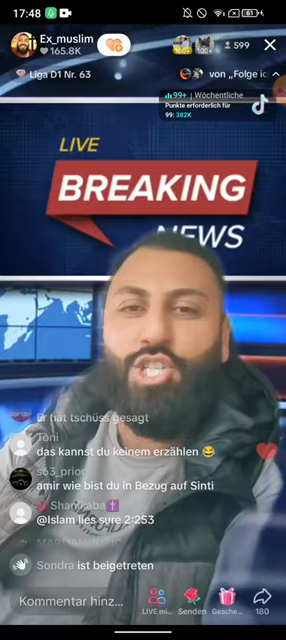 17:48
61
Ex_muslim
165.8K
100+
599
Liga D1 Nr. 63
von „Folge ic
99+ | Wöchentliche
Punkte erforderlich für
99: 382K
LIVE
BREAKING
NEWS
Er hat tschüss gesagt
Toni
das kannst du keinem erzählen 😂
s63_prior
amir wie bist du in Bezug auf Sinti
@Islam lies sure 2:253
Sondra ist beigetreten
Kommentar hinz...
LIVE mi...
Senden
Gesche...
180